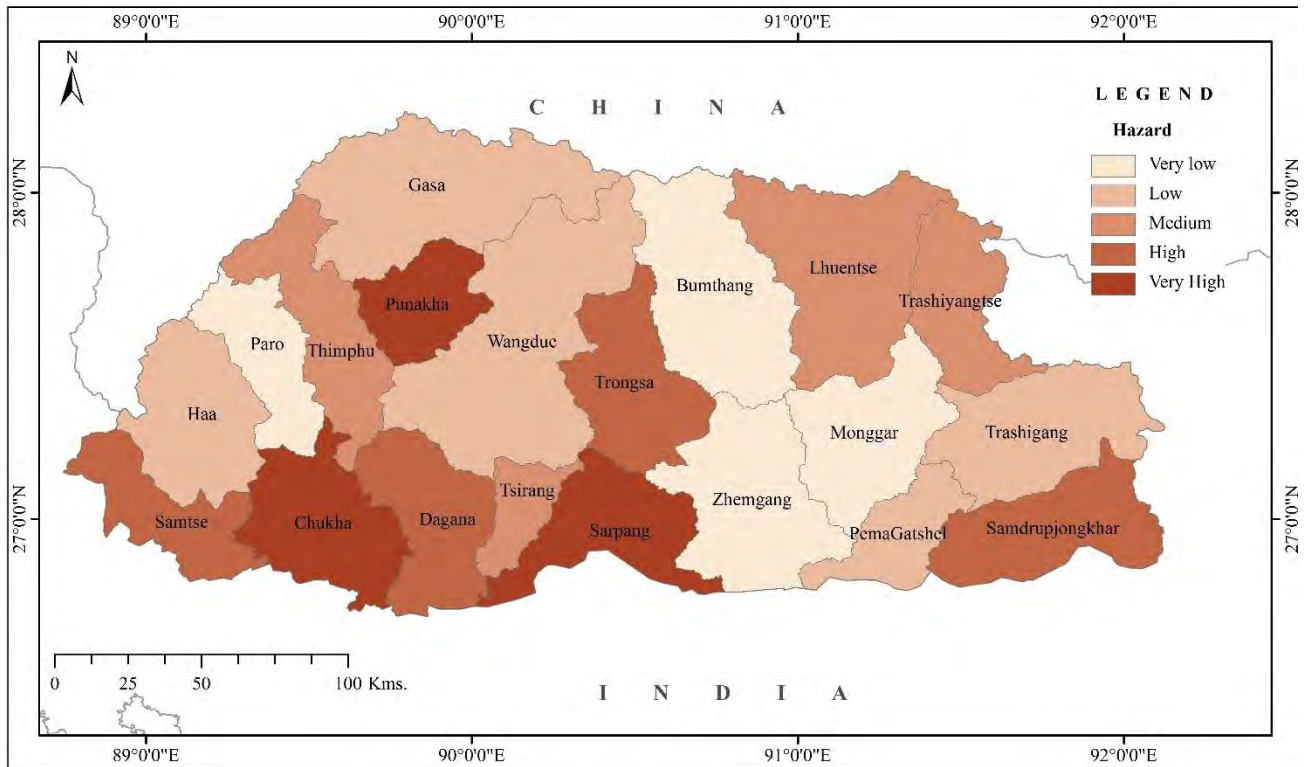 89°0'0"E 90°0'0"E 91°0'0"E 92°0'0"E
N
C H I N A
L E G E N D
Hazard
Very low
Low
Medium
High
Very High
28°0'0"N 28°0'0"N
Gasa
Punakha
Bumthang
Lhuentse
Trashiyangtse
Paro
Thimphu
Wangdue
Trongsa
Haa
Monggar
Trashigang
Zhemgang
Tsirang
Samtse
Chukha
Dagana
Sarpang
PemaGatshel
Samdrupjongkhar
27°0'0"N 27°0'0"N
0 25 50 100 Kms.
I N D I A
89°0'0"E 90°0'0"E 91°0'0"E 92°0'0"E